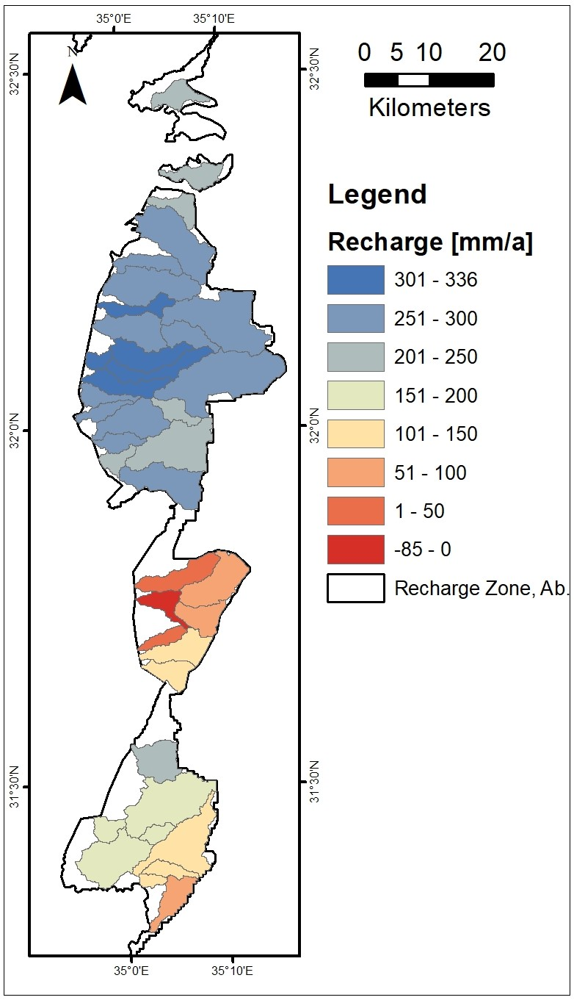 35°0'E 35°10'E
N
32°30'N 32°30'N
0 5 10 20
Kilometers
Legend
Recharge [mm/a]
301 - 336
251 - 300
201 - 250
151 - 200
101 - 150
51 - 100
1 - 50
-85 - 0
Recharge Zone, Ab.
32°0'N 32°0'N
31°30'N 31°30'N
35°0'E 35°10'E